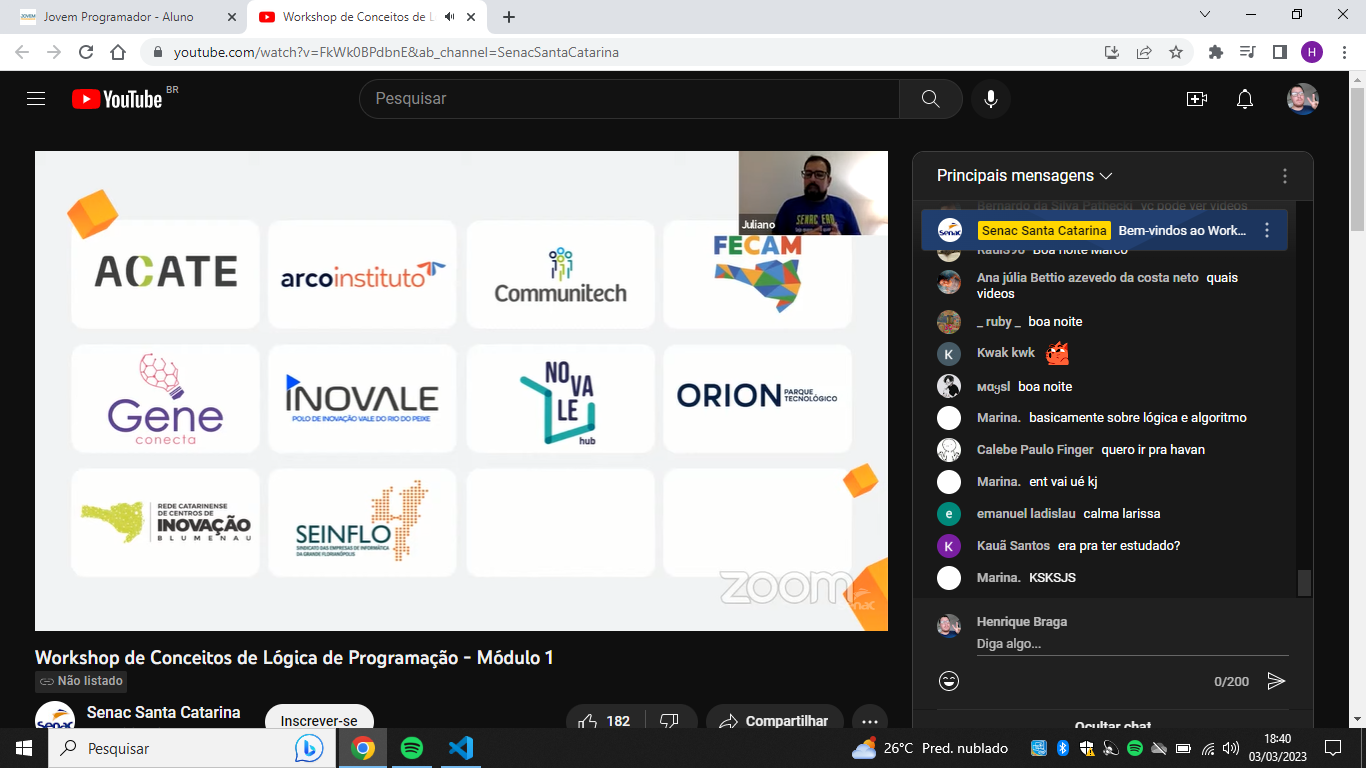 Jovem Programador - Aluno
Workshop de Conceitos de L
youtube.com/watch?v=FkWk0BPdbnE&ab_channel=SenacSantaCatarina
H
YouTube BR
Pesquisar
Juliano
SENAC EAD
ACATE
arcoinstituto
Communitech
FECAM
Gene
conecta
INOVALE
POLO DE INOVAÇÃO VALE DO RIO DO PEIXE
NO
VA
LE
hub
ORION PARQUE
TECNOLÓGICO
REDE CATARINENSE
DE CENTROS DE
INOVAÇÃO
BLUMENAU
SEINFLO
SINDICATO DAS EMPRESAS DE INFORMÁTICA
DA GRANDE FLORIANÓPOLIS
zoom
Senac
Workshop de Conceitos de Lógica de Programação - Módulo 1
Não listado
Senac
Senac Santa Catarina
Inscrever-se
182
Compartilhar
Principais mensagens
Bernardo da Silva Pathecki vc pode ver videos
Senac
Senac Santa Catarina Bem-vindos ao Work...
Raul396 Boa noite Marco
Ana júlia Bettio azevedo da costa neto quais
videos
_ ruby _ boa noite
K
Kwak kwk
мαყsl boa noite
Marina. basicamente sobre lógica e algoritmo
Calebe Paulo Finger quero ir pra havan
Marina. ent vai ué kj
e
emanuel ladislau calma larissa
K
Kauã Santos era pra ter estudado?
Marina. KSKSJS
Henrique Braga
Diga algo...
0/200
Ocultar chat
Pesquisar
26°C Pred. nublado
18:40
03/03/2023